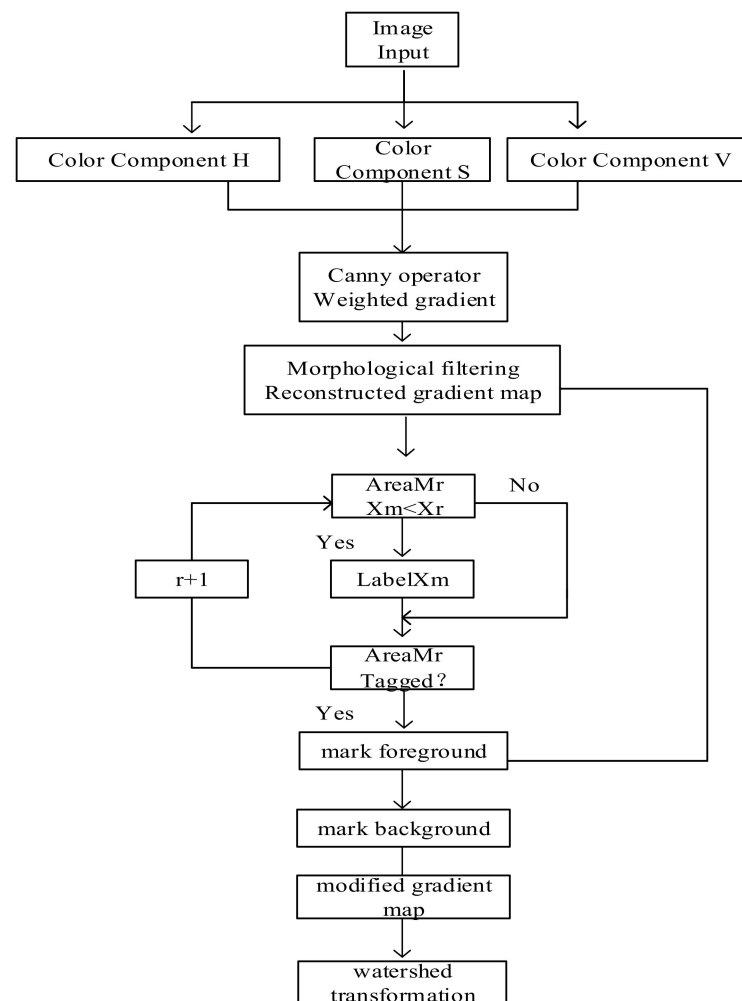 Image
Input
Color Component H
Color
Component S
Color Component V
Canny operator
Weighted gradient
Morphological filtering
Reconstructed gradient map
AreaMr
Xm<Xr
No
Yes
r+1
LabelXm
AreaMr
Tagged？
Yes
mark foreground
mark background
modified gradient
map
watershed
transformation